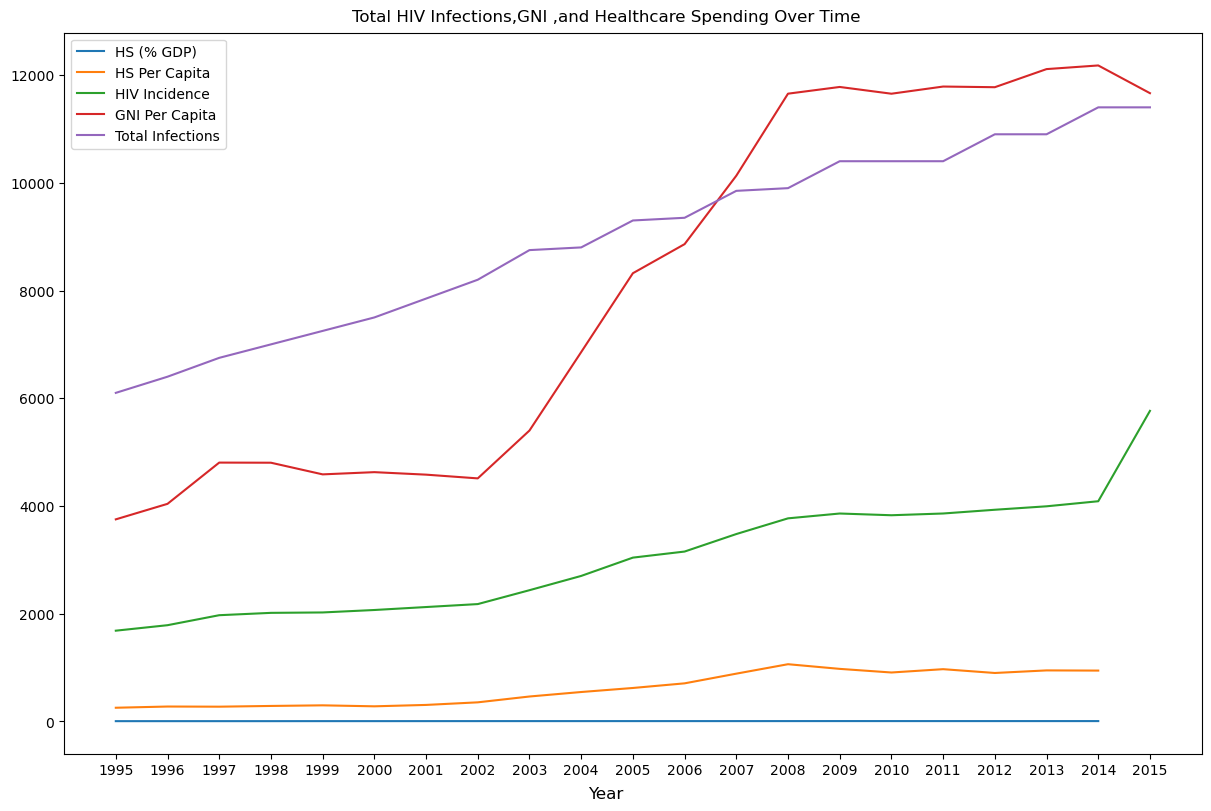 Total HIV Infections,GNI ,and Healthcare Spending Over Time
HS (% GDP)
HS Per Capita
HIV Incidence
GNI Per Capita
Total Infections
12000
10000
8000
6000
4000
2000
0
1995 1996 1997 1998 1999 2000 2001 2002 2003 2004 2005 2006 2007 2008 2009 2010 2011 2012 2013 2014 2015
Year